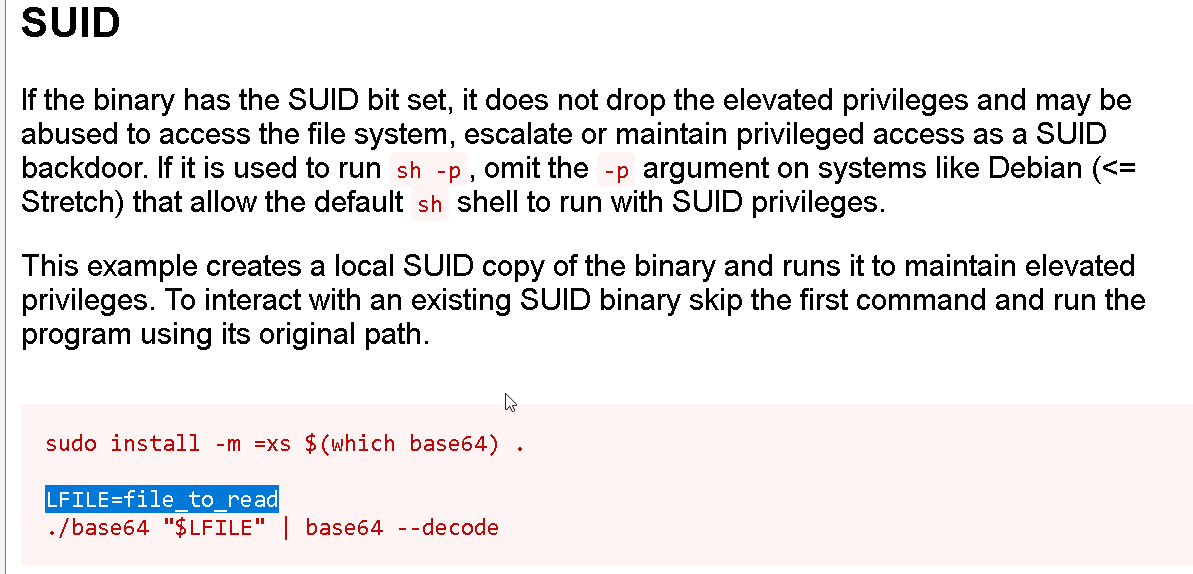 SUID
If the binary has the SUID bit set, it does not drop the elevated privileges and may be
abused to access the file system, escalate or maintain privileged access as a SUID
backdoor. If it is used to run sh -p, omit the -p argument on systems like Debian (<=
Stretch) that allow the default sh shell to run with SUID privileges.
This example creates a local SUID copy of the binary and runs it to maintain elevated
privileges. To interact with an existing SUID binary skip the first command and run the
program using its original path.
sudo install -m =xs $(which base64) .
LFILE=file_to_read
./base64 "$LFILE" | base64 --decode